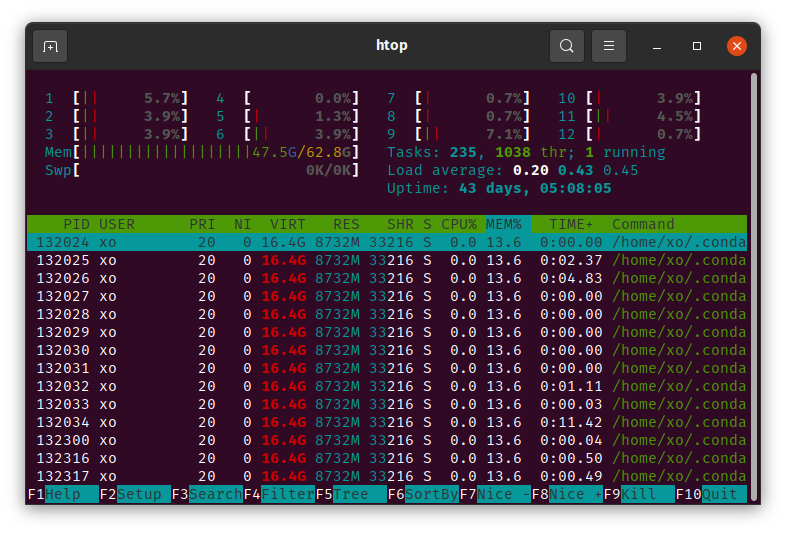 htop
1 [|| 5.7%] 4 [ 0.0%] 7 [| 0.7%] 10 [| 3.9%]
2 [|| 3.9%] 5 [| 1.3%] 8 [| 0.7%] 11 [|| 4.5%]
3 [|| 3.9%] 6 [|| 3.9%] 9 [|| 7.1%] 12 [| 0.7%]
Mem[|||||||||||||||||||47.5G/62.8G] Tasks: 235, 1038 thr; 1 running
Swp[ 0K/0K] Load average: 0.20 0.43 0.45
Uptime: 43 days, 05:08:05
PID USER PRI NI VIRT RES SHR S CPU% MEM% TIME+ Command
132024 xo 20 0 16.4G 8732M 33216 S 0.0 13.6 0:00.00 /home/xo/.conda
132025 xo 20 0 16.4G 8732M 33216 S 0.0 13.6 0:02.37 /home/xo/.conda
132026 xo 20 0 16.4G 8732M 33216 S 0.0 13.6 0:04.83 /home/xo/.conda
132027 xo 20 0 16.4G 8732M 33216 S 0.0 13.6 0:00.00 /home/xo/.conda
132028 xo 20 0 16.4G 8732M 33216 S 0.0 13.6 0:00.00 /home/xo/.conda
132029 xo 20 0 16.4G 8732M 33216 S 0.0 13.6 0:00.00 /home/xo/.conda
132030 xo 20 0 16.4G 8732M 33216 S 0.0 13.6 0:00.00 /home/xo/.conda
132031 xo 20 0 16.4G 8732M 33216 S 0.0 13.6 0:00.00 /home/xo/.conda
132032 xo 20 0 16.4G 8732M 33216 S 0.0 13.6 0:01.11 /home/xo/.conda
132033 xo 20 0 16.4G 8732M 33216 S 0.0 13.6 0:00.03 /home/xo/.conda
132034 xo 20 0 16.4G 8732M 33216 S 0.0 13.6 0:11.42 /home/xo/.conda
132300 xo 20 0 16.4G 8732M 33216 S 0.0 13.6 0:00.04 /home/xo/.conda
132316 xo 20 0 16.4G 8732M 33216 S 0.0 13.6 0:00.50 /home/xo/.conda
132317 xo 20 0 16.4G 8732M 33216 S 0.0 13.6 0:00.49 /home/xo/.conda
F1Help F2Setup F3SearchF4FilterF5Tree F6SortByF7Nice -F8Nice +F9Kill F10Quit